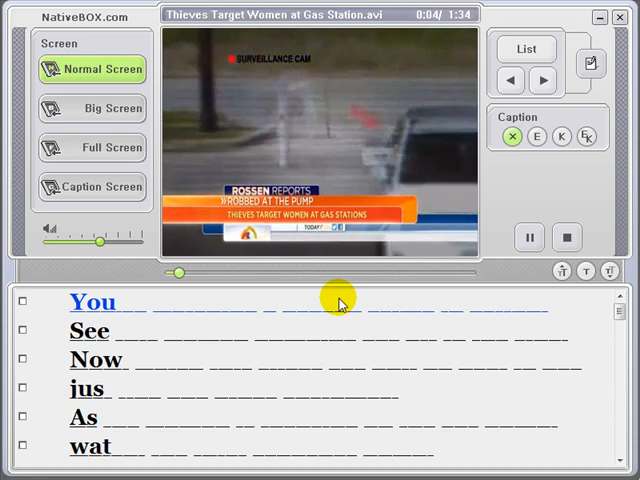 NativeBOX.com
Thieves Target Women at Gas Station.avi
0:04/ 1:34
Screen
Normal Screen
Big Screen
Full Screen
Caption Screen
SURVEILLANCE CAM
ROSSEN REPORTS
»ROBBED AT THE PUMP
THIEVES TARGET WOMEN AT GAS STATIONS
TODAY
List
Caption
X E K EK
T T T
You
See
Now
jus
As
wat